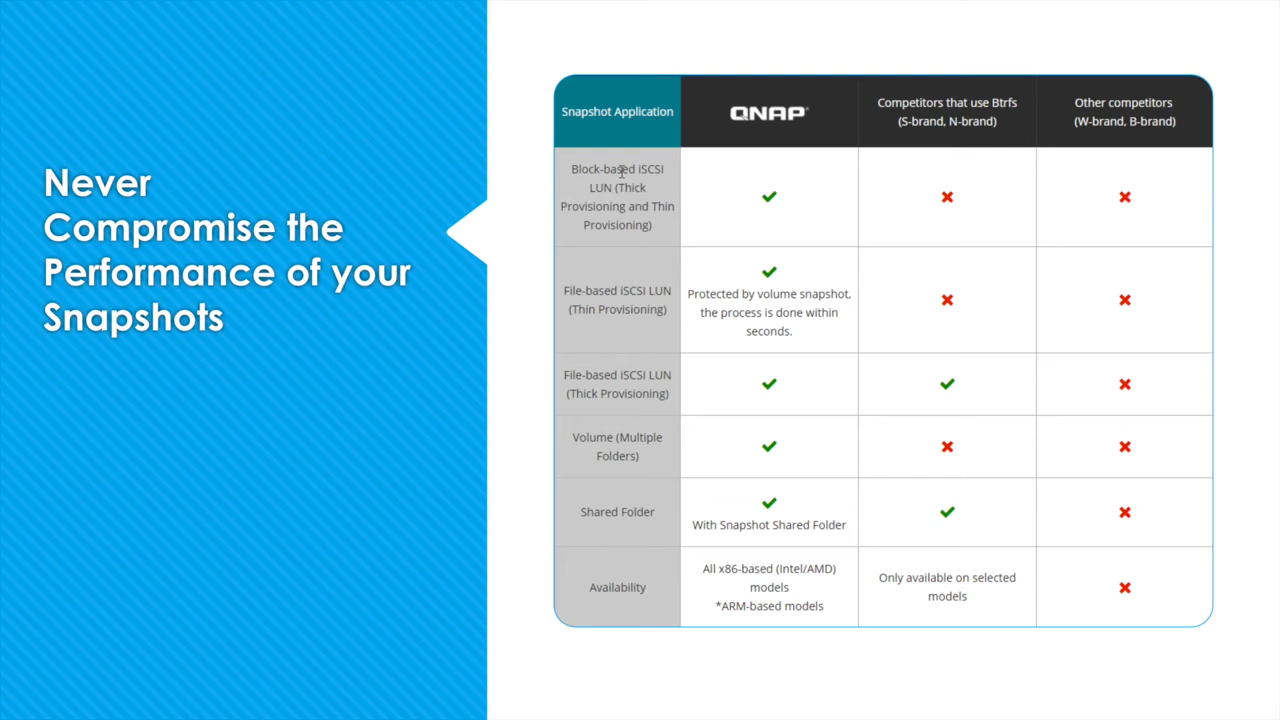 Never
Compromise the
Performance of your
Snapshots
Snapshot Application
QNAP
Competitors that use Btrfs
(S-brand, N-brand)
Other competitors
(W-brand, B-brand)
Block-based iSCSI
LUN (Thick
Provisioning and Thin
Provisioning)
File-based iSCSI LUN
(Thin Provisioning)
Protected by volume snapshot,
the process is done within
seconds.
File-based iSCSI LUN
(Thick Provisioning)
Volume (Multiple
Folders)
Shared Folder
With Snapshot Shared Folder
Availability
All x86-based (Intel/AMD)
models
*ARM-based models
Only available on selected
models